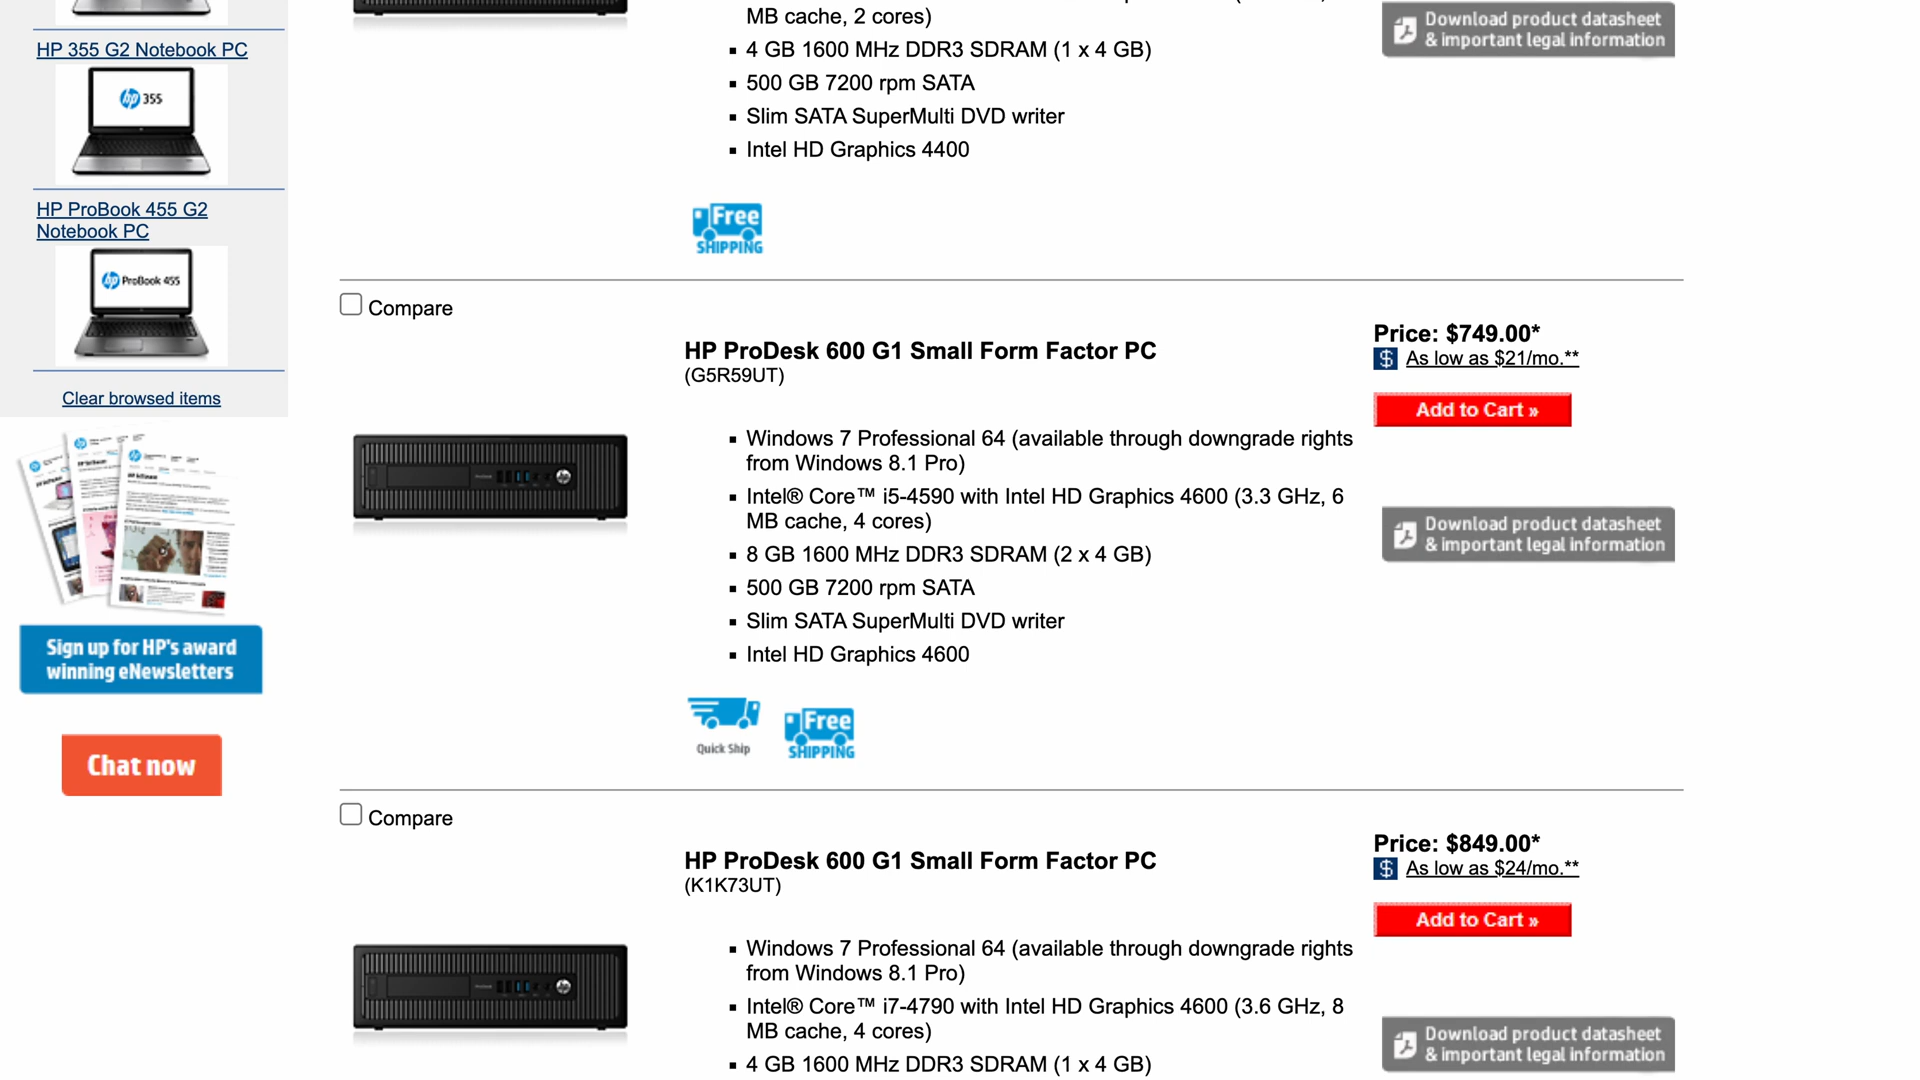 HP 355 G2 Notebook PC
hp 355
HP ProBook 455 G2
Notebook PC
hp ProBook 455
Clear browsed items
Sign up for HP's award
winning eNewsletters
Chat now
MB cache, 2 cores)
▪ 4 GB 1600 MHz DDR3 SDRAM (1 x 4 GB)
▪ 500 GB 7200 rpm SATA
▪ Slim SATA SuperMulti DVD writer
▪ Intel HD Graphics 4400
Free
SHIPPING
Download product datasheet
& important legal information
Compare
HP ProDesk 600 G1 Small Form Factor PC
(G5R59UT)
▪ Windows 7 Professional 64 (available through downgrade rights
from Windows 8.1 Pro)
▪ Intel® Core™ i5-4590 with Intel HD Graphics 4600 (3.3 GHz, 6
MB cache, 4 cores)
▪ 8 GB 1600 MHz DDR3 SDRAM (2 x 4 GB)
▪ 500 GB 7200 rpm SATA
▪ Slim SATA SuperMulti DVD writer
▪ Intel HD Graphics 4600
Quick Ship
Free
SHIPPING
Price: $749.00*
$ As low as $21/mo.**
Add to Cart »
Download product datasheet
& important legal information
Compare
HP ProDesk 600 G1 Small Form Factor PC
(K1K73UT)
▪ Windows 7 Professional 64 (available through downgrade rights
from Windows 8.1 Pro)
▪ Intel® Core™ i7-4790 with Intel HD Graphics 4600 (3.6 GHz, 8
MB cache, 4 cores)
▪ 4 GB 1600 MHz DDR3 SDRAM (1 x 4 GB)
Price: $849.00*
$ As low as $24/mo.**
Add to Cart »
Download product datasheet
& important legal information